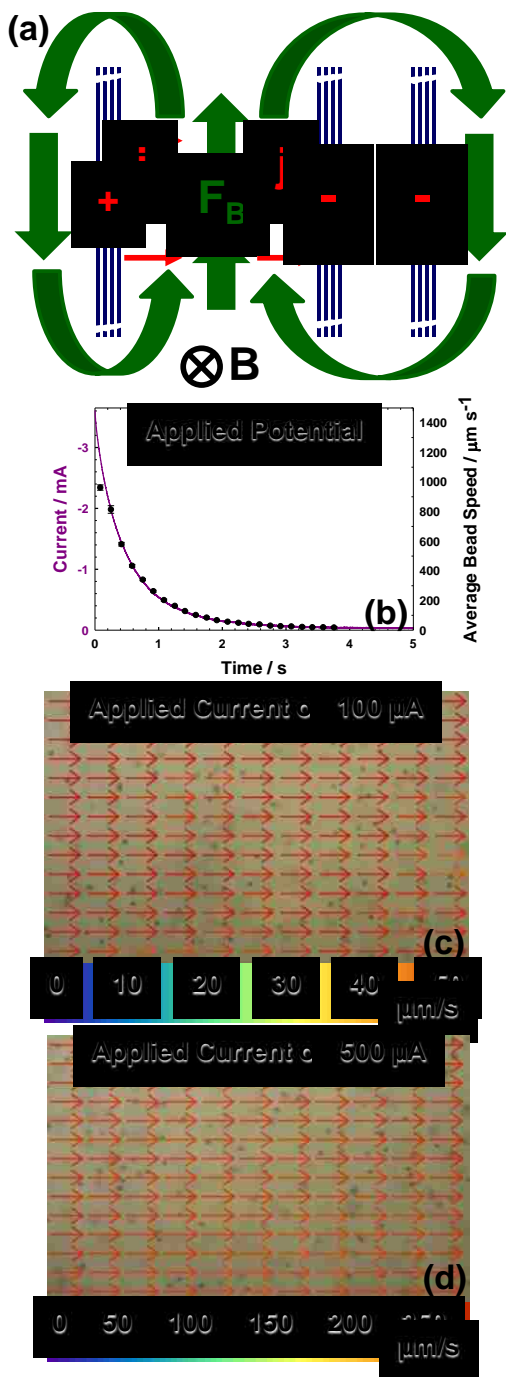 (a)
+
j
F_B
-
-
⊗ B
Applied Potential
Current / mA
-3
-2
-1
0
Average Bead Speed / µm s⁻¹
1400
1200
1000
800
600
400
200
0
(b)
0 1 2 3 4 5
Time / s
Applied Current 100 µA
(c)
0 10 20 30 40
µm/s
Applied Current 500 µA
(d)
0 50 100 150 200
µm/s